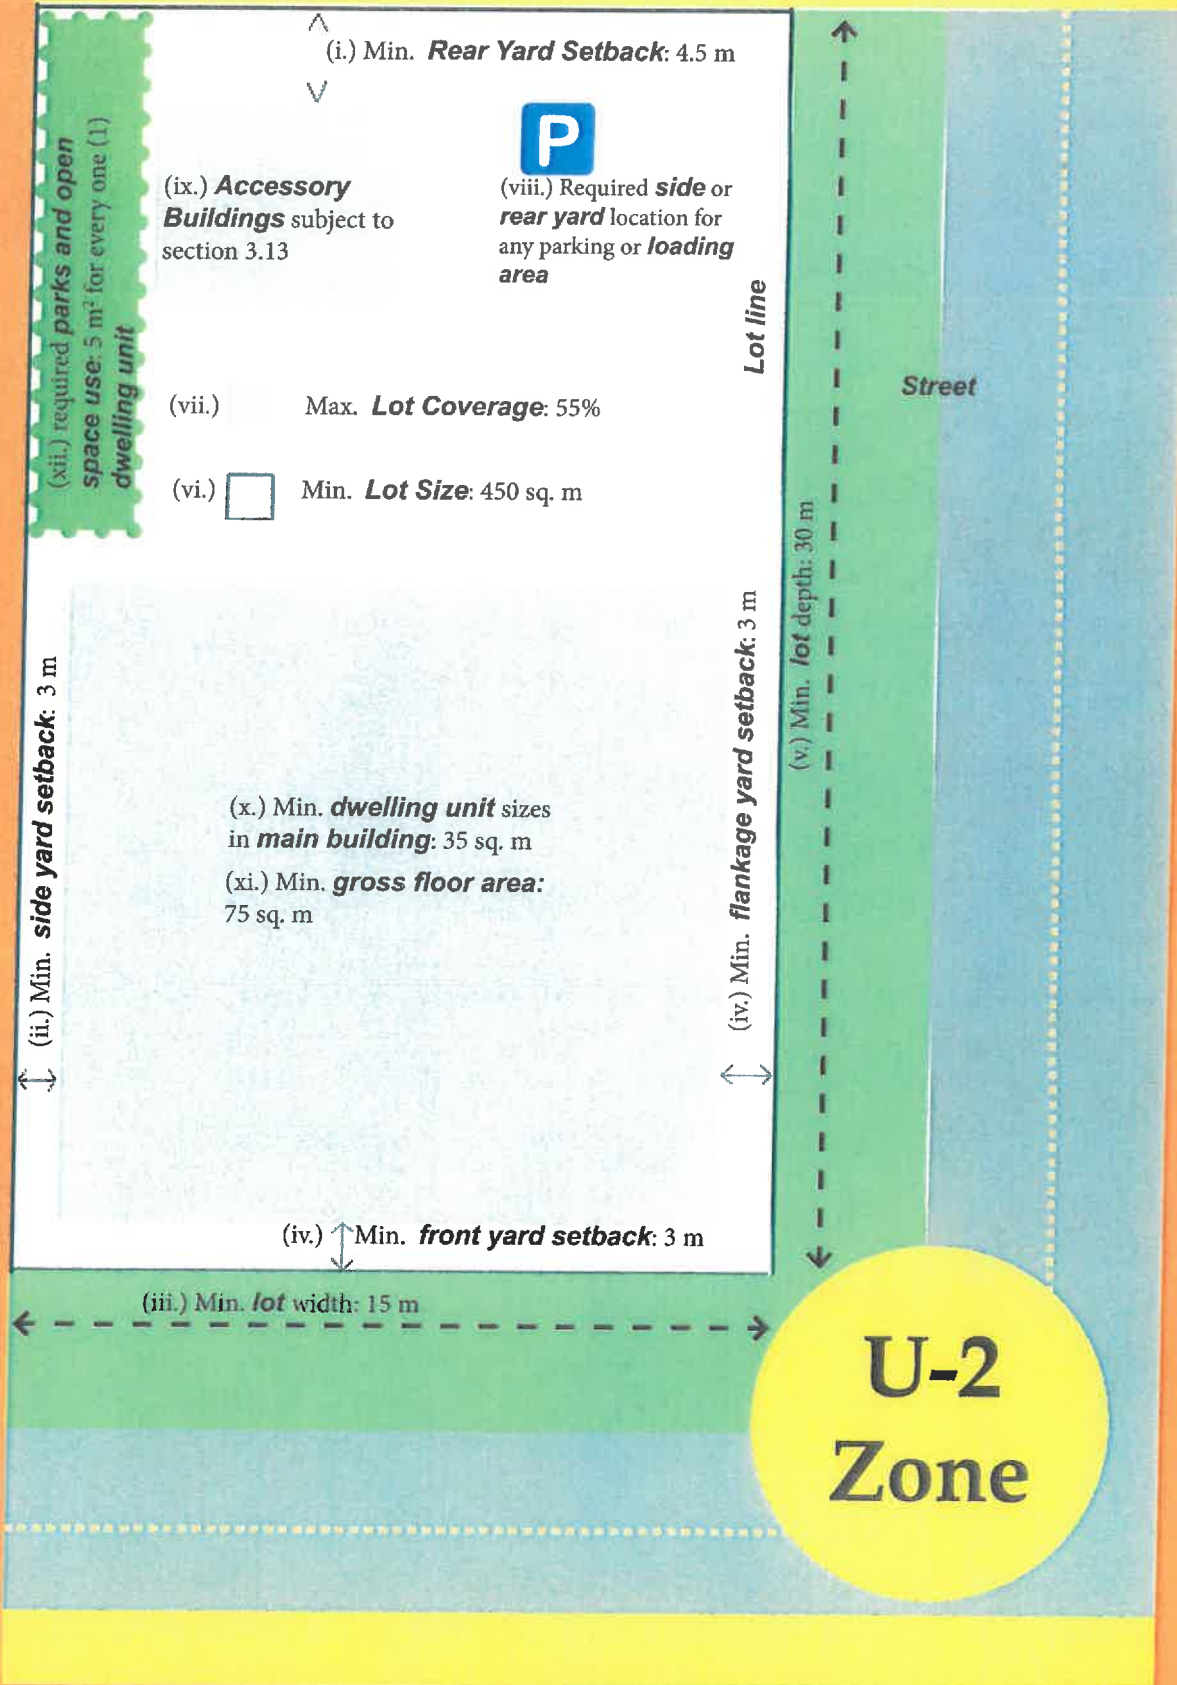 (i.) Min. Rear Yard Setback: 4.5 m
P
(xii.) required parks and open
space use: 5 m² for every one (1)
dwelling unit
(ix.) Accessory
Buildings subject to
section 3.13
(viii.) Required side or
rear yard location for
any parking or loading
area
Lot line
Street
(vii.) Max. Lot Coverage: 55%
(vi.) Min. Lot Size: 450 sq. m
(v.) Min. lot depth: 30 m
(ii.) Min. side yard setback: 3 m
(iv.) Min. flankage yard setback: 3 m
(x.) Min. dwelling unit sizes
in main building: 35 sq. m
(xi.) Min. gross floor area:
75 sq. m
(iv.) Min. front yard setback: 3 m
(iii.) Min. lot width: 15 m
U-2
Zone